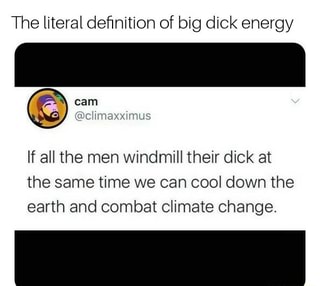 The literal definition of big dick energy
cam
@climaxximus
If all the men windmill their dick at
the same time we can cool down the
earth and combat climate change.